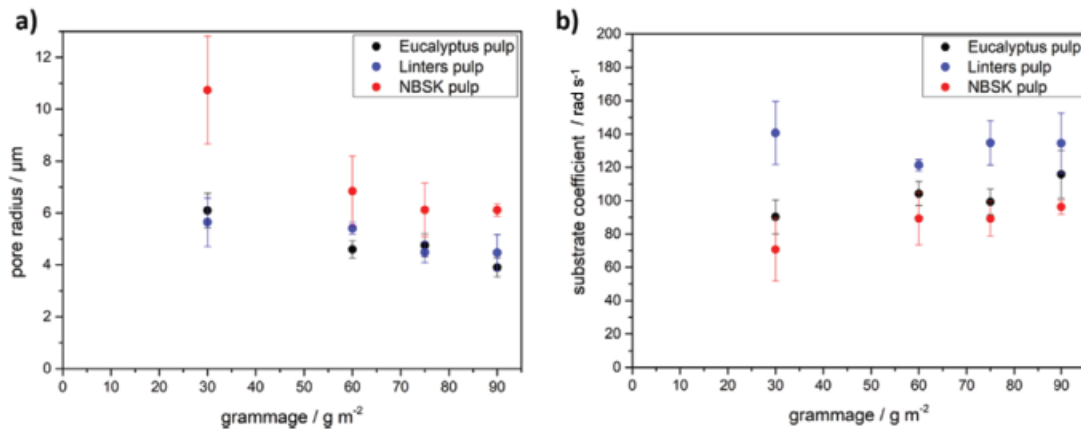 a)
pore radius / μm
12
10
8
6
4
2
0
Eucalyptus pulp
Linters pulp
NBSK pulp
0 10 20 30 40 50 60 70 80 90
grammage / g m⁻²
b)
substrate coefficient / rad s⁻¹
200
180
160
140
120
100
80
60
40
20
0
Eucalyptus pulp
Linters pulp
NBSK pulp
0 10 20 30 40 50 60 70 80 90
grammage / g m⁻²